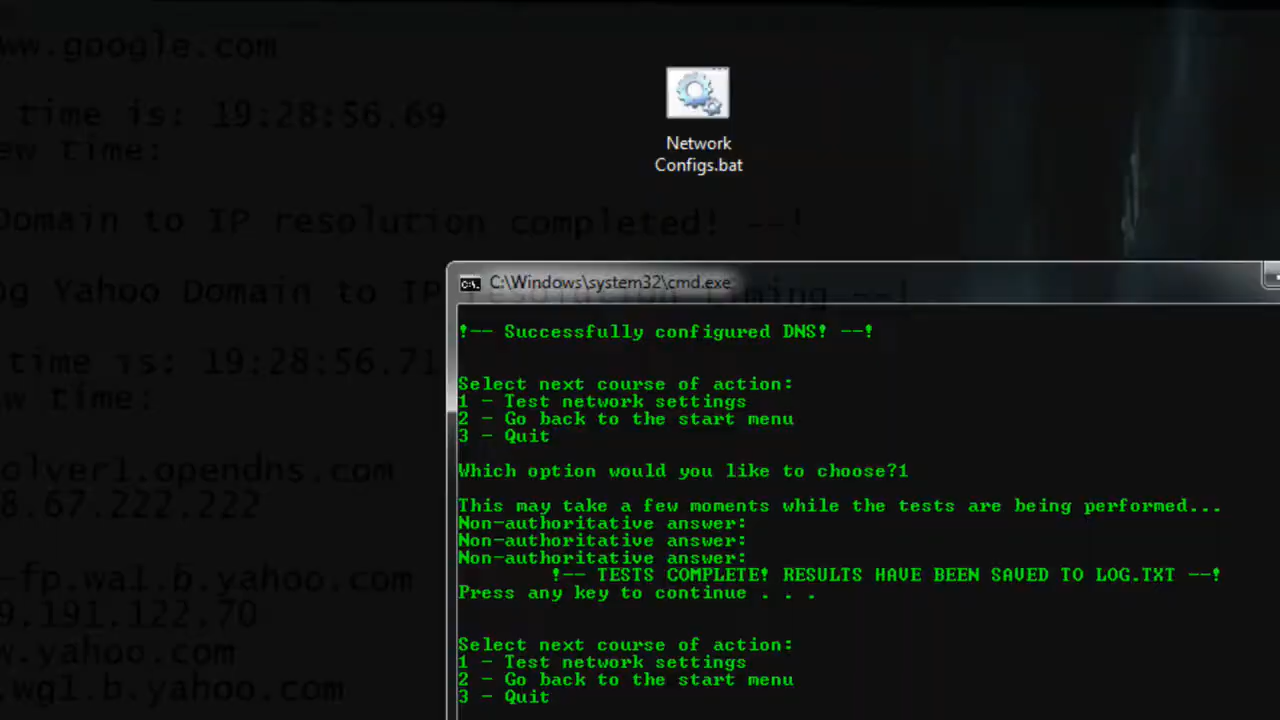 ww.google.com
time is: 19:28:56.69
ew time:
Domain to IP resolution completed! --!
og Yahoo Domain to IP resolution timing --!
time is: 19:28:56.71
w time:
olver1.opendns.com
8.67.222.222
-fp.wa1.b.yahoo.com
9.191.122.70
w.yahoo.com
.wg1.b.yahoo.com
Network
Configs.bat
C:\Windows\system32\cmd.exe
!-- Successfully configured DNS! --!
Select next course of action:
1 - Test network settings
2 - Go back to the start menu
3 - Quit
Which option would you like to choose?1
This may take a few moments while the tests are being performed...
Non-authoritative answer:
Non-authoritative answer:
Non-authoritative answer:
!-- TESTS COMPLETE! RESULTS HAVE BEEN SAVED TO LOG.TXT --!
Press any key to continue . . .
Select next course of action:
1 - Test network settings
2 - Go back to the start menu
3 - Quit